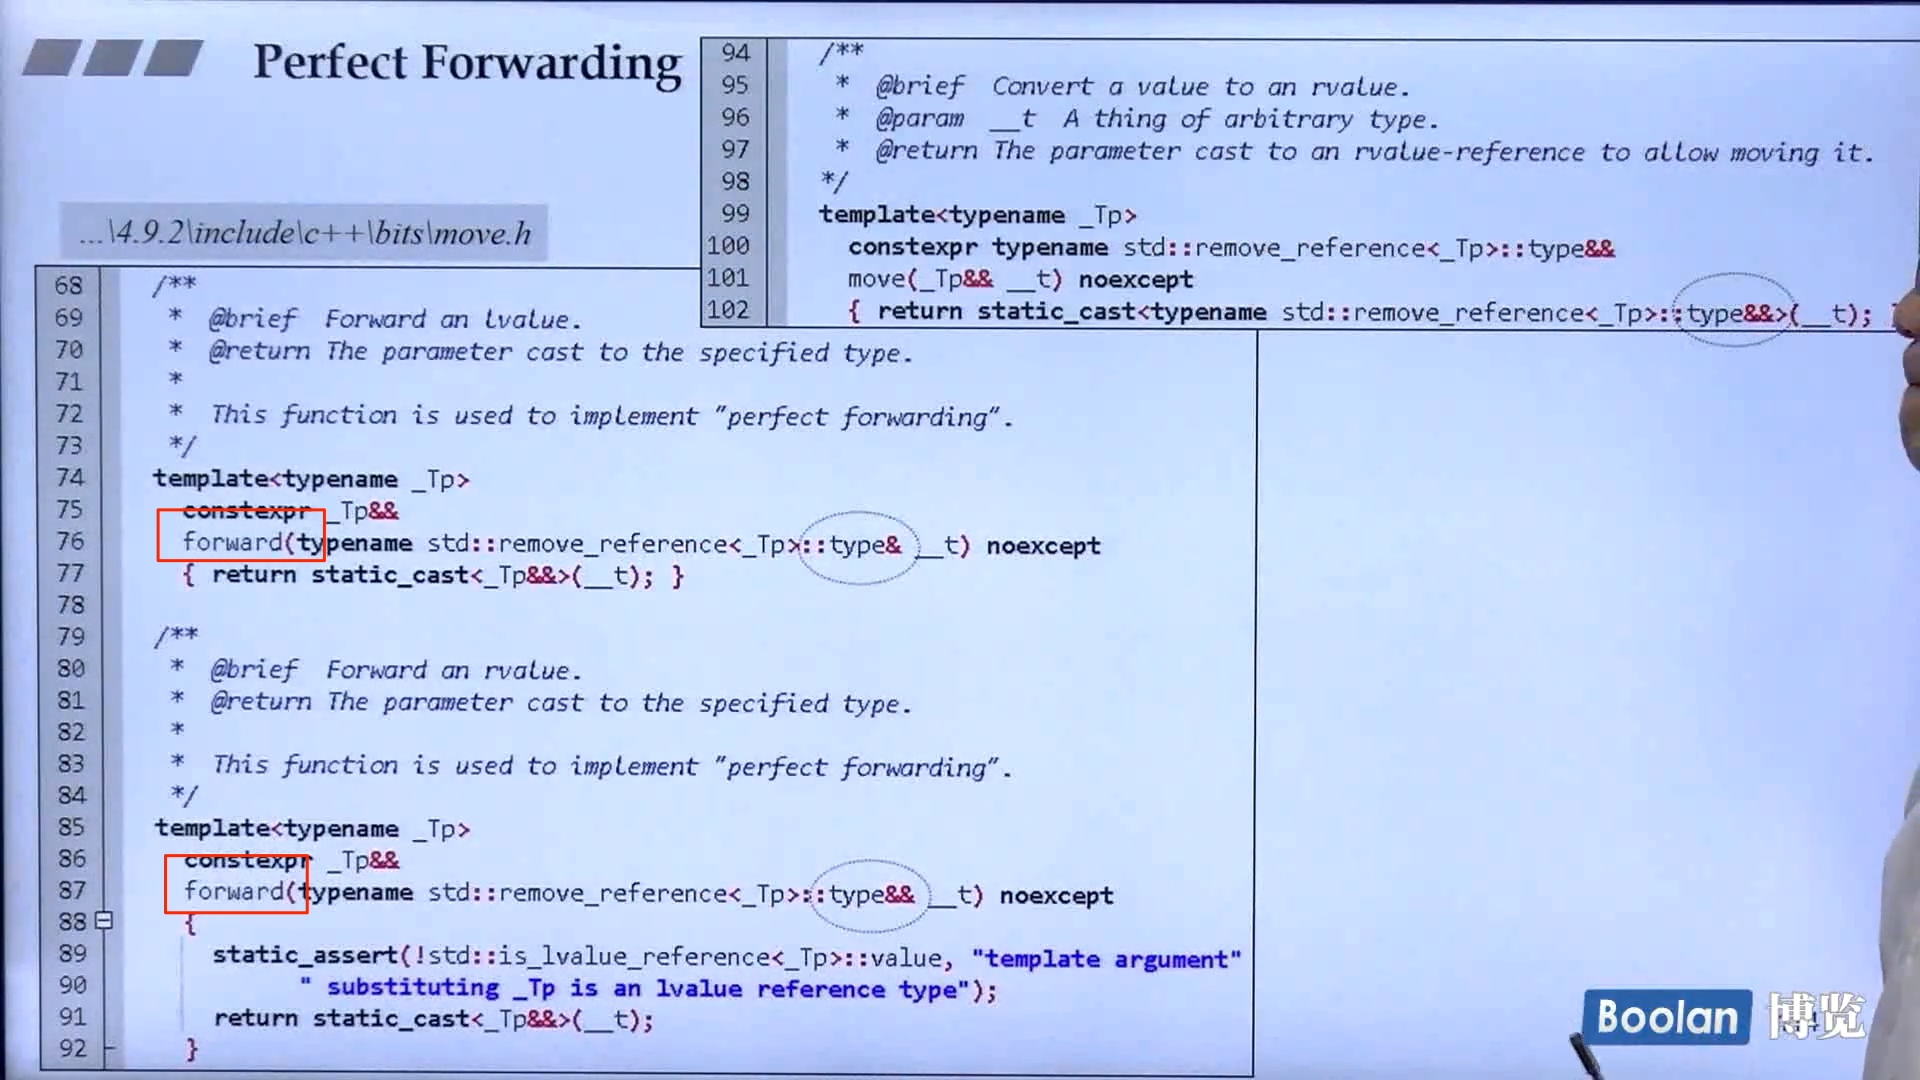 Perfect Forwarding
...\4.9.2\include\c++\bits\move.h
94 /**
95 * @brief Convert a value to an rvalue.
96 * @param __t A thing of arbitrary type.
97 * @return The parameter cast to an rvalue-reference to allow moving it.
98 */
99 template<typename _Tp>
100 constexpr typename std::remove_reference<_Tp>::type&&
101 move(_Tp&& __t) noexcept
102 { return static_cast<typename std::remove_reference<_Tp>::type&&>(__t); }
68 /**
69 * @brief Forward an lvalue.
70 * @return The parameter cast to the specified type.
71 *
72 * This function is used to implement "perfect forwarding".
73 */
74 template<typename _Tp>
75 constexpr _Tp&&
76 forward(typename std::remove_reference<_Tp>::type& __t) noexcept
77 { return static_cast<_Tp&&>(__t); }
78
79 /**
80 * @brief Forward an rvalue.
81 * @return The parameter cast to the specified type.
82 *
83 * This function is used to implement "perfect forwarding".
84 */
85 template<typename _Tp>
86 constexpr _Tp&&
87 forward(typename std::remove_reference<_Tp>::type&& __t) noexcept
88 {
89 static_assert(!std::is_lvalue_reference<_Tp>::value, "template argument"
90 " substituting _Tp is an lvalue reference type");
91 return static_cast<_Tp&&>(__t);
92 }
Boolan 博览